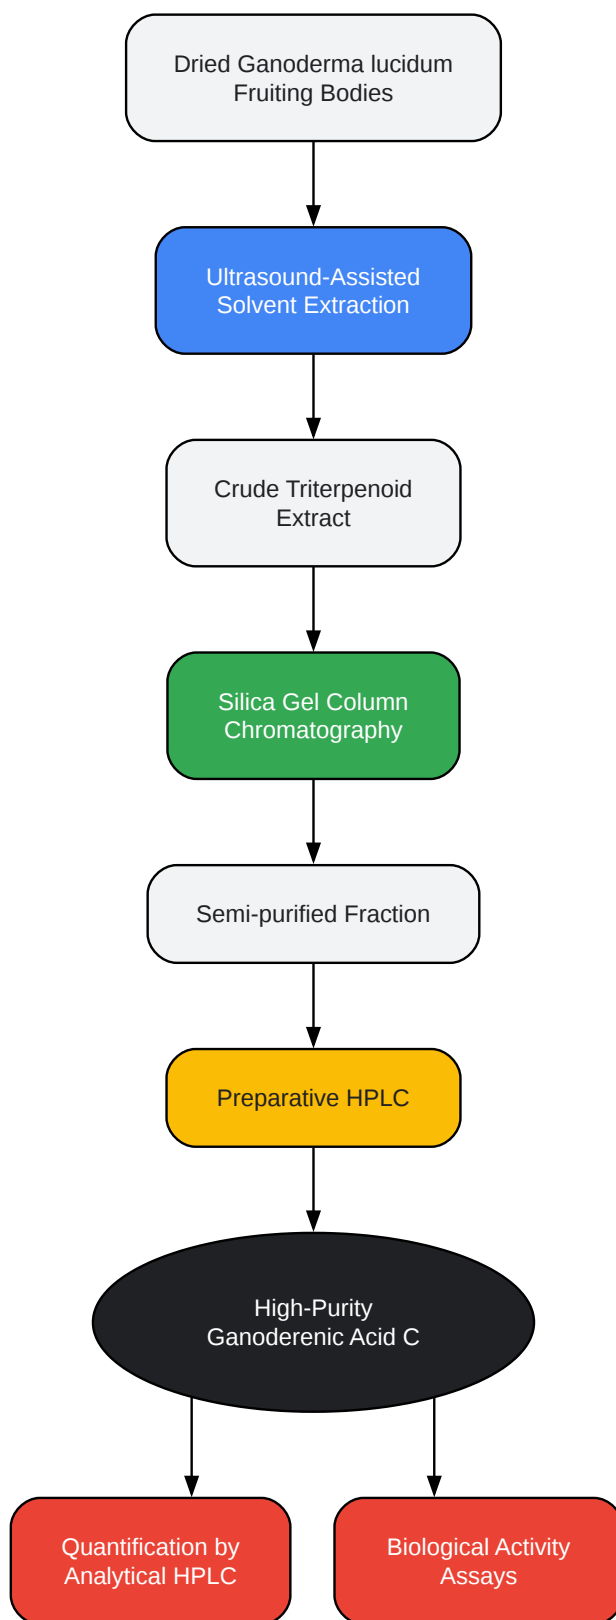 Dried Ganoderma lucidum
Fruiting Bodies
Ultrasound-Assisted
Solvent Extraction
Crude Triterpenoid
Extract
Silica Gel Column
Chromatography
Semi-purified Fraction
Preparative HPLC
High-Purity
Ganoderenic Acid C
Quantification by
Analytical HPLC
Biological Activity
Assays